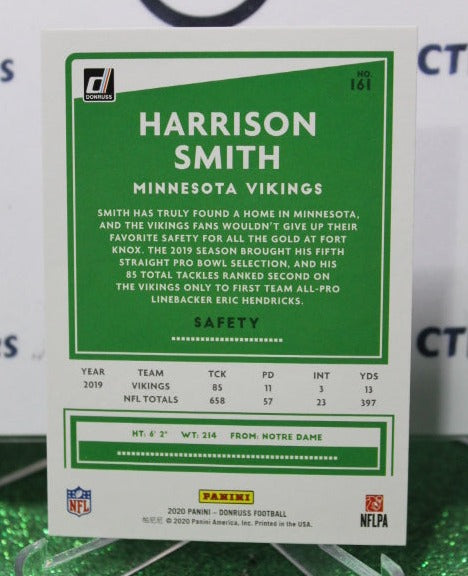 CT
S
DONRUSS
NO.
161
HARRISON
SMITH
MINNESOTA VIKINGS
SMITH HAS TRULY FOUND A HOME IN MINNESOTA,
AND THE VIKINGS FANS WOULDN'T GIVE UP THEIR
FAVORITE SAFETY FOR ALL THE GOLD AT FORT
KNOX. THE 2019 SEASON BROUGHT HIS FIFTH
STRAIGHT PRO BOWL SELECTION, AND HIS
85 TOTAL TACKLES RANKED SECOND ON
THE VIKINGS ONLY TO FIRST TEAM ALL-PRO
LINEBACKER ERIC HENDRICKS.
SAFETY
YEAR TEAM TCK PD INT YDS
2019 VIKINGS 85 11 3 13
NFL TOTALS 658 57 23 397
rs
CT
HT: 6' 2" WT: 214 FROM: NOTRE DAME
NFL
PANINI
NFLPA
2020 PANINI – DONRUSS FOOTBALL
© 2020 Panini America, Inc. Printed in the USA.